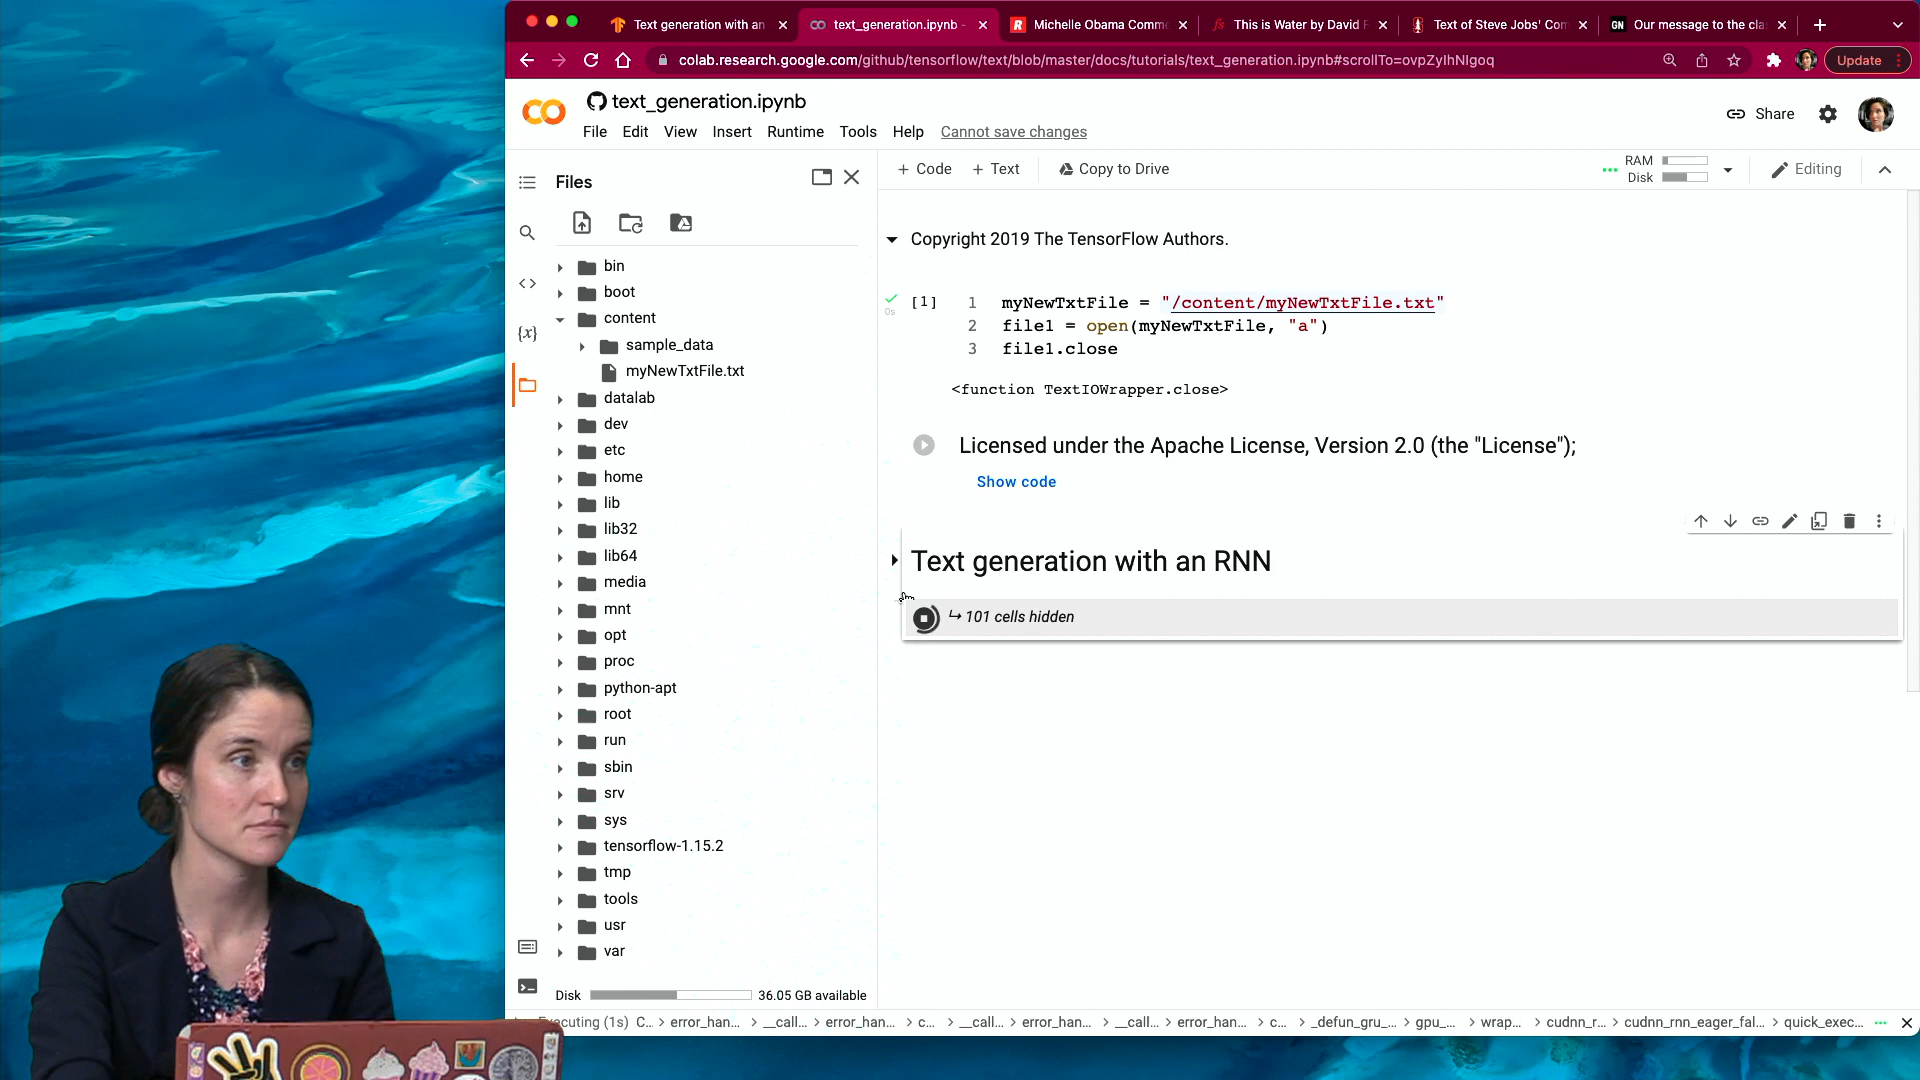 Text generation with an
text_generation.ipynb -
Michelle Obama Comme
This is Water by David F
Text of Steve Jobs' Com
GN Our message to the cla
colab.research.google.com/github/tensorflow/text/blob/master/docs/tutorials/text_generation.ipynb#scrollTo=ovpZyIhNIgoq
Update
text_generation.ipynb
Share
File Edit View Insert Runtime Tools Help Cannot save changes
Files
+ Code + Text Copy to Drive
RAM
Disk
Editing
Copyright 2019 The TensorFlow Authors.
[1]
1 myNewTxtFile = "/content/myNewTxtFile.txt"
2 file1 = open(myNewTxtFile, "a")
3 file1.close
<function TextIOWrapper.close>
Licensed under the Apache License, Version 2.0 (the "License");
Show code
Text generation with an RNN
↳ 101 cells hidden
bin
boot
content
sample_data
myNewTxtFile.txt
datalab
dev
etc
home
lib
lib32
lib64
media
mnt
opt
proc
python-apt
root
run
sbin
srv
sys
tensorflow-1.15.2
tmp
tools
usr
var
Disk 36.05 GB available
Executing (1s) C... > error_han... > __call... > error_han... > c... > __call... > error_han... > __call... > error_han... > c... > _defun_gru_... > gpu_... > wrap... > cudnn_r... > cudnn_rnn_eager_fal... > quick_exec...